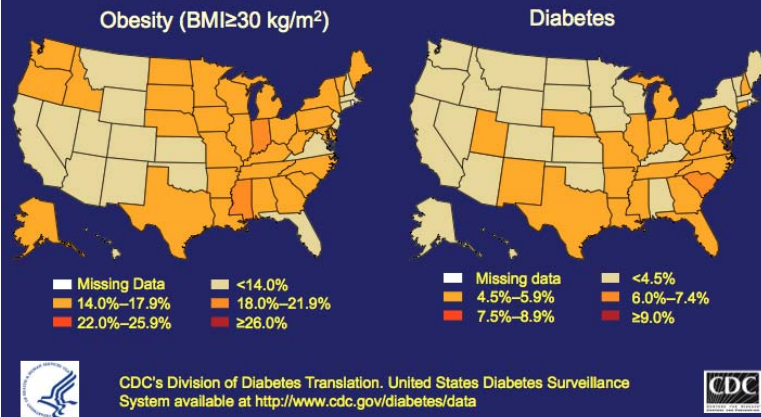 Obesity (BMI≥30 kg/m²)
Diabetes
Missing Data
<14.0%
14.0%–17.9%
18.0%–21.9%
22.0%–25.9%
≥26.0%
Missing data
<4.5%
4.5%–5.9%
6.0%–7.4%
7.5%–8.9%
≥9.0%
CDC's Division of Diabetes Translation. United States Diabetes Surveillance
System available at http://www.cdc.gov/diabetes/data
CDC